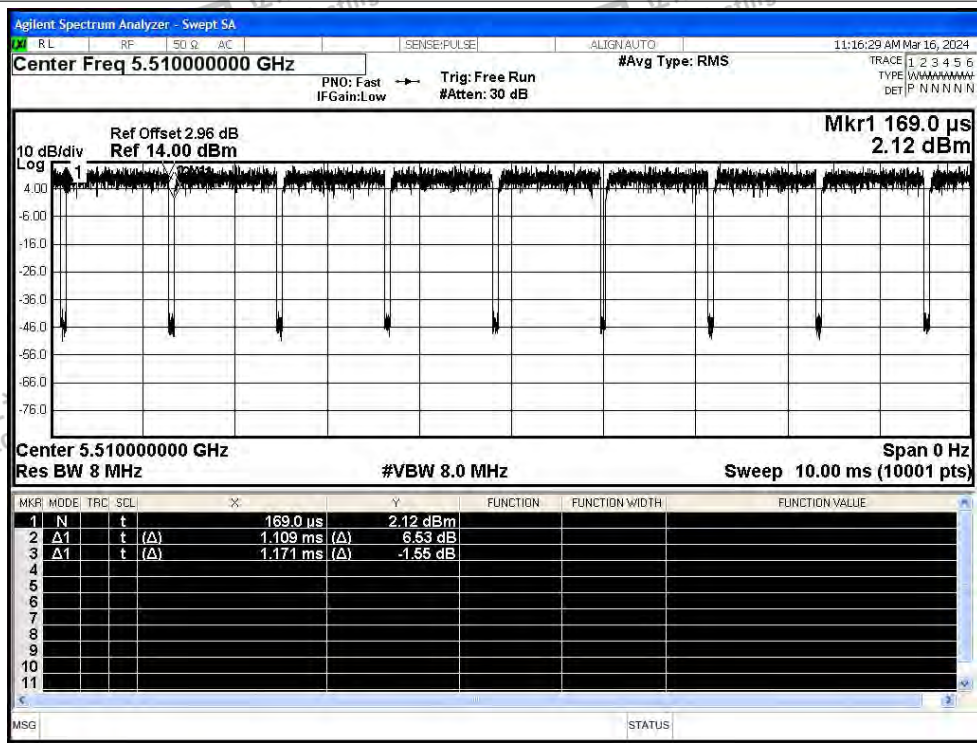 Agilent Spectrum Analyzer - Swept SA
RL RF 50 Ω AC SENSE:PULSE ALIGN AUTO 11:16:29 AM Mar 16, 2024
Center Freq 5.510000000 GHz #Avg Type: RMS TRACE 1 2 3 4 5 6
PNO: Fast Trig: Free Run TYPE WWWWWW
IFGain:Low #Atten: 30 dB DET P N N N N N
Mkr1 169.0 µs
Ref Offset 2.96 dB
10 dB/div Ref 14.00 dBm 2.12 dBm
Log
1
4.00
-6.00
-16.0
-26.0
-36.0
-46.0
-56.0
-66.0
-76.0
Center 5.510000000 GHz Span 0 Hz
Res BW 8 MHz #VBW 8.0 MHz Sweep 10.00 ms (10001 pts)
MKR MODE TRC SCL X Y FUNCTION FUNCTION WIDTH FUNCTION VALUE
1 N t 169.0 µs 2.12 dBm
2 Δ1 t (Δ) 1.109 ms (Δ) 6.53 dB
3 Δ1 t (Δ) 1.171 ms (Δ) -1.55 dB
4
5
6
7
8
9
10
11
MSG STATUS